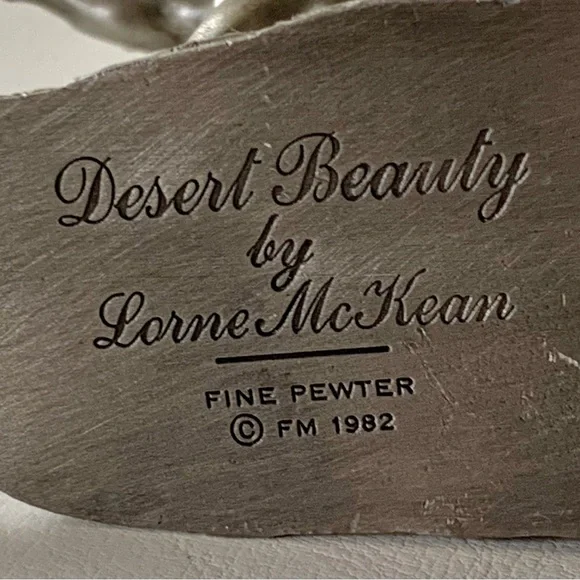 Desert Beauty
by
Lorne McKean
FINE PEWTER
© FM 1982